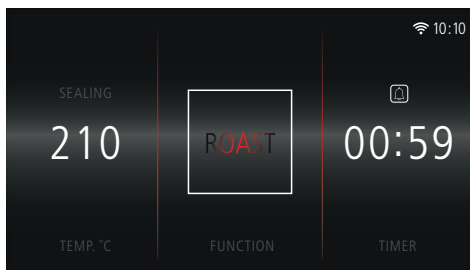 10:10
SEALING
210
ROAST
00:59
TEMP. °C
FUNCTION
TIMER